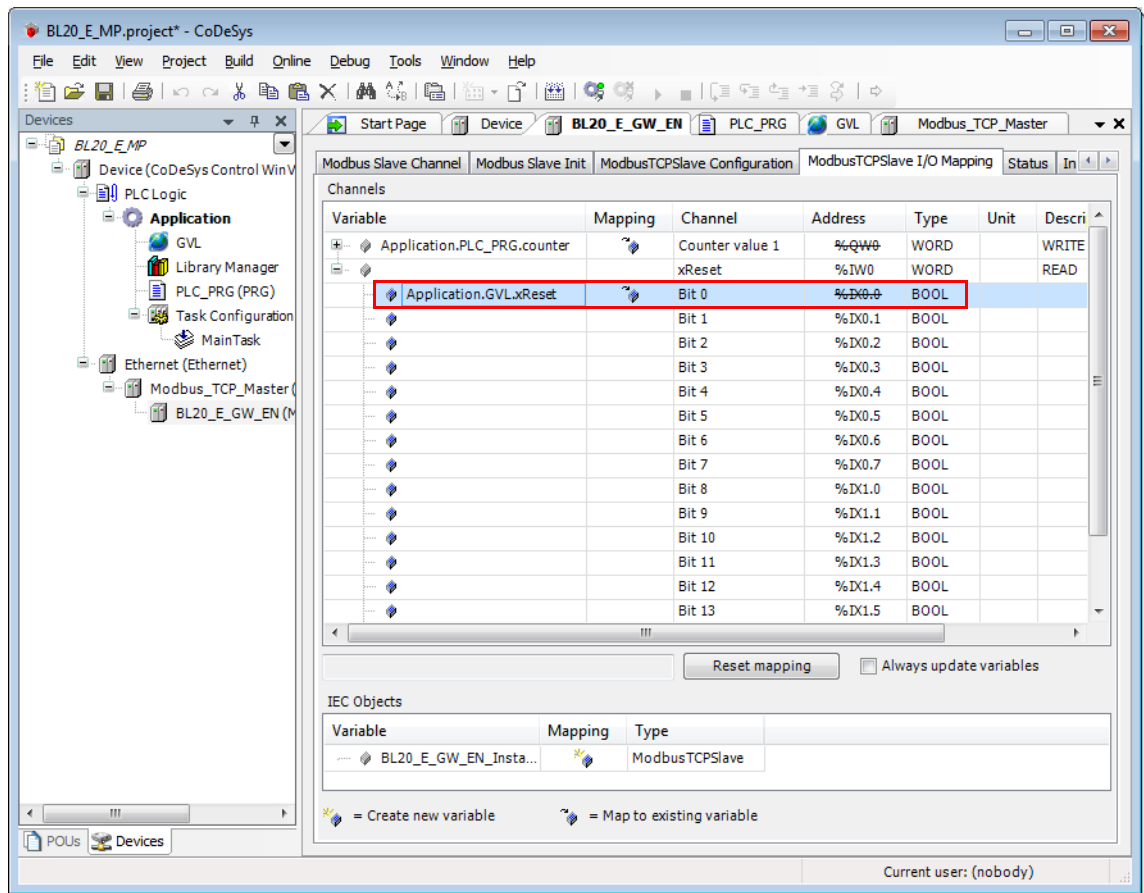 BL20_E_MP.project* - CoDeSys
File Edit View Project Build Online Debug Tools Window Help
Devices
Start Page Device BL20_E_GW_EN PLC_PRG GVL Modbus_TCP_Master
BL20_E_MP
Device (CoDeSys Control Win V
PLC Logic
Application
GVL
Library Manager
PLC_PRG (PRG)
Task Configuration
MainTask
Ethernet (Ethernet)
Modbus_TCP_Master (
BL20_E_GW_EN (M
POUs Devices
Modbus Slave Channel Modbus Slave Init ModbusTCPSlave Configuration ModbusTCPSlave I/O Mapping Status In
Channels
Variable Mapping Channel Address Type Unit Descri
Application.PLC_PRG.counter Counter value 1 %QW0 WORD WRITE
xReset %IW0 WORD READ
Application.GVL.xReset Bit 0 %IX0.0 BOOL
Bit 1 %IX0.1 BOOL
Bit 2 %IX0.2 BOOL
Bit 3 %IX0.3 BOOL
Bit 4 %IX0.4 BOOL
Bit 5 %IX0.5 BOOL
Bit 6 %IX0.6 BOOL
Bit 7 %IX0.7 BOOL
Bit 8 %IX1.0 BOOL
Bit 9 %IX1.1 BOOL
Bit 10 %IX1.2 BOOL
Bit 11 %IX1.3 BOOL
Bit 12 %IX1.4 BOOL
Bit 13 %IX1.5 BOOL
Reset mapping Always update variables
IEC Objects
Variable Mapping Type
BL20_E_GW_EN_Insta... ModbusTCPSlave
= Create new variable = Map to existing variable
Current user: (nobody)